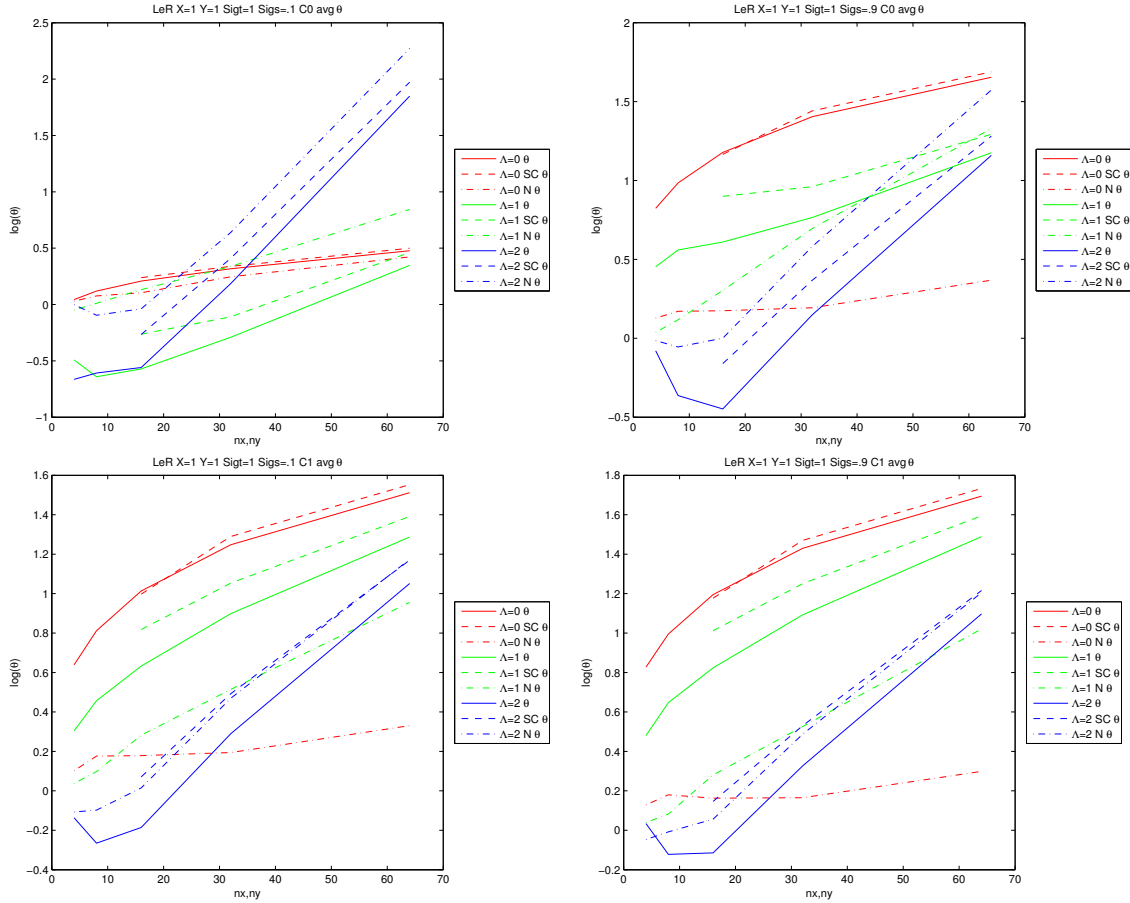 LeR X=1 Y=1 Sigt=1 Sigs=.1 C0 avg θ
2.5
2
1.5
1
0.5
0
−0.5
−1
log(θ)
0 10 20 30 40 50 60 70
nx,ny
Λ=0 θ
Λ=0 SC θ
Λ=0 N θ
Λ=1 θ
Λ=1 SC θ
Λ=1 N θ
Λ=2 θ
Λ=2 SC θ
Λ=2 N θ
LeR X=1 Y=1 Sigt=1 Sigs=.9 C0 avg θ
2
1.5
1
0.5
0
−0.5
log(θ)
0 10 20 30 40 50 60 70
nx,ny
Λ=0 θ
Λ=0 SC θ
Λ=0 N θ
Λ=1 θ
Λ=1 SC θ
Λ=1 N θ
Λ=2 θ
Λ=2 SC θ
Λ=2 N θ
LeR X=1 Y=1 Sigt=1 Sigs=.1 C1 avg θ
1.6
1.4
1.2
1
0.8
0.6
0.4
0.2
0
−0.2
−0.4
log(θ)
0 10 20 30 40 50 60 70
nx,ny
Λ=0 θ
Λ=0 SC θ
Λ=0 N θ
Λ=1 θ
Λ=1 SC θ
Λ=1 N θ
Λ=2 θ
Λ=2 SC θ
Λ=2 N θ
LeR X=1 Y=1 Sigt=1 Sigs=.9 C1 avg θ
1.8
1.6
1.4
1.2
1
0.8
0.6
0.4
0.2
0
−0.2
log(θ)
0 10 20 30 40 50 60 70
nx,ny
Λ=0 θ
Λ=0 SC θ
Λ=0 N θ
Λ=1 θ
Λ=1 SC θ
Λ=1 N θ
Λ=2 θ
Λ=2 SC θ
Λ=2 N θ